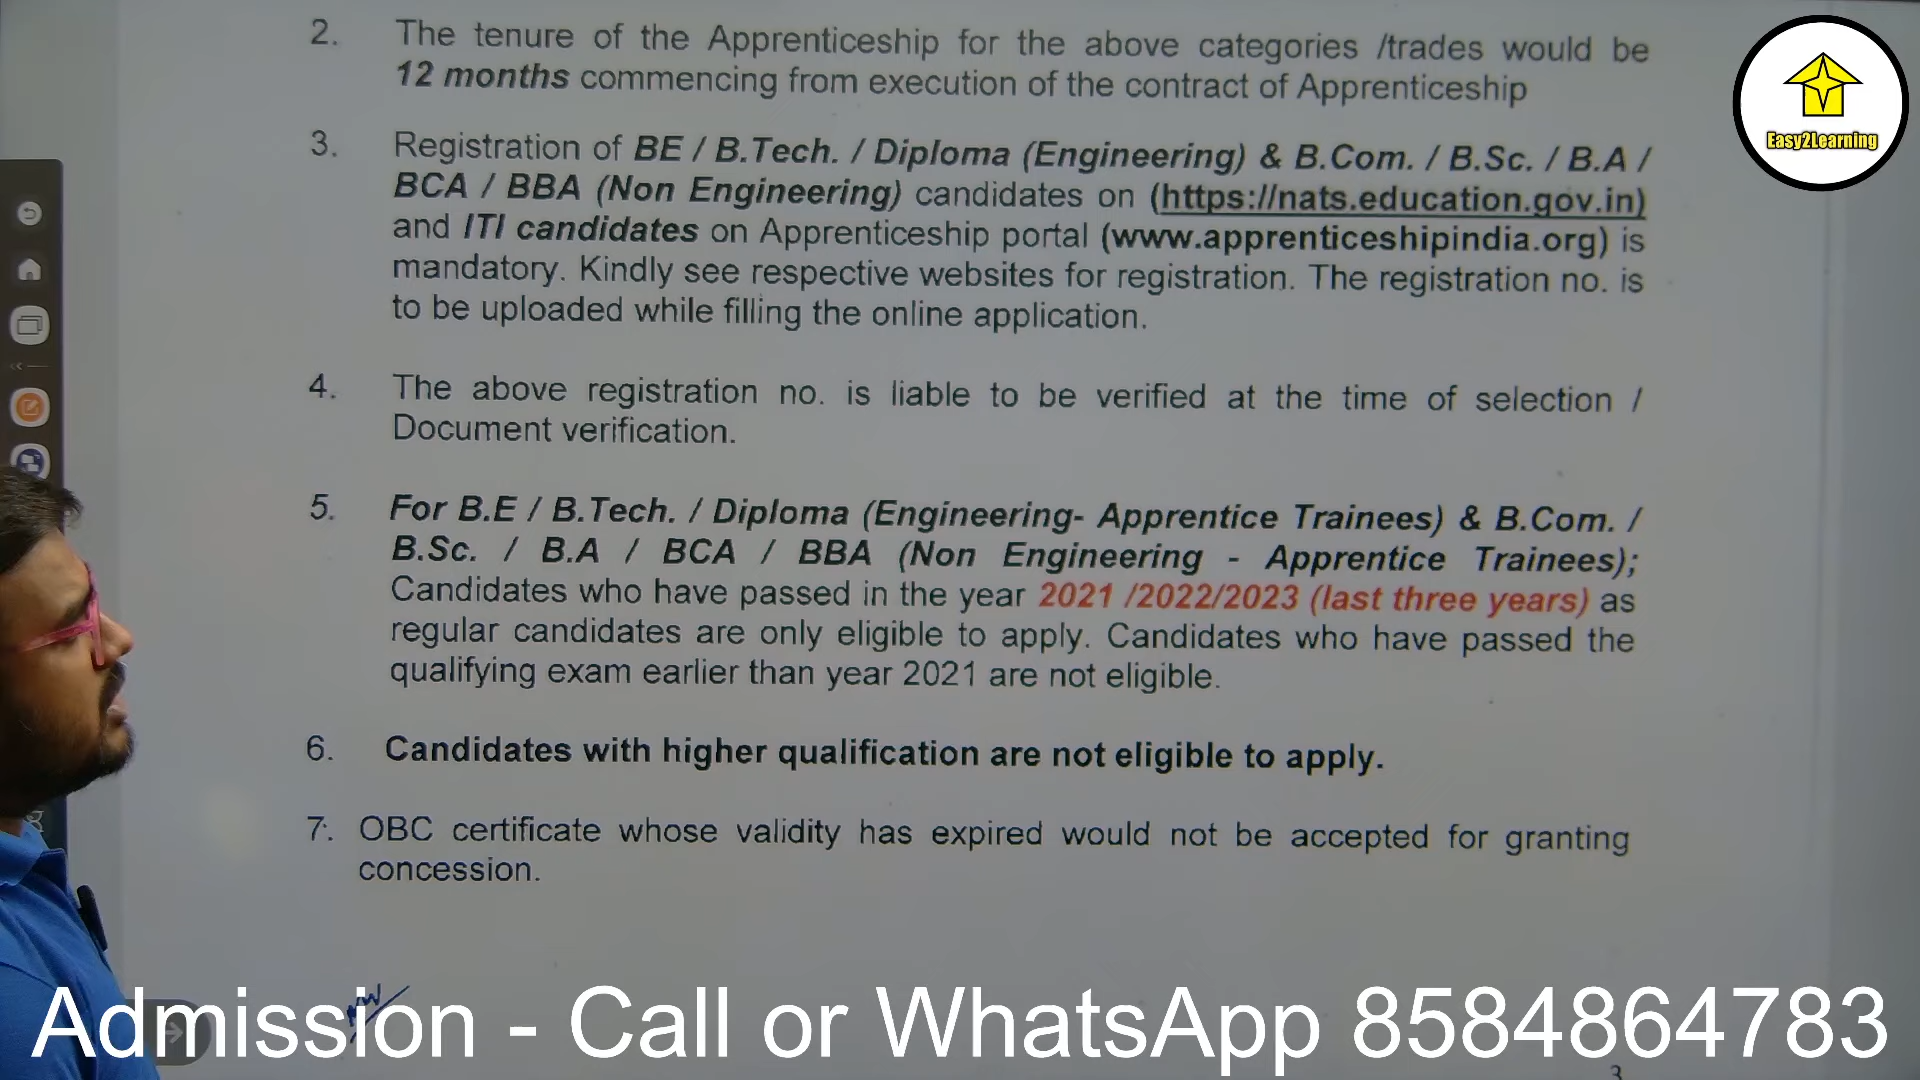 2. The tenure of the Apprenticeship for the above categories /trades would be
12 months commencing from execution of the contract of Apprenticeship
3. Registration of BE / B.Tech. / Diploma (Engineering) & B.Com. / B.Sc. / B.A /
BCA / BBA (Non Engineering) candidates on (https://nats.education.gov.in)
and ITI candidates on Apprenticeship portal (www.apprenticeshipindia.org) is
mandatory. Kindly see respective websites for registration. The registration no. is
to be uploaded while filling the online application.
4. The above registration no. is liable to be verified at the time of selection /
Document verification.
5. For B.E / B.Tech. / Diploma (Engineering- Apprentice Trainees) & B.Com. /
B.Sc. / B.A / BCA / BBA (Non Engineering - Apprentice Trainees);
Candidates who have passed in the year 2021 /2022/2023 (last three years) as
regular candidates are only eligible to apply. Candidates who have passed the
qualifying exam earlier than year 2021 are not eligible.
6. Candidates with higher qualification are not eligible to apply.
7. OBC certificate whose validity has expired would not be accepted for granting
concession.
3
Easy2Learning
Admission - Call or WhatsApp 8584864783